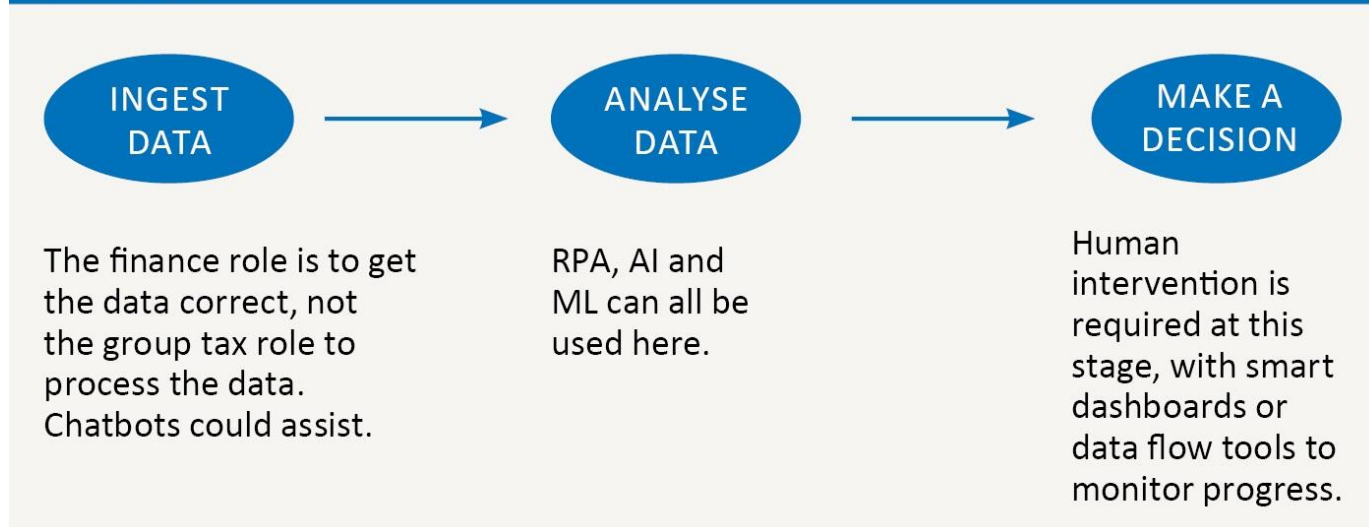 INGEST
DATA
ANALYSE
DATA
MAKE A
DECISION
The finance role is to get
the data correct, not
the group tax role to
process the data.
Chatbots could assist.
RPA, AI and
ML can all be
used here.
Human
intervention is
required at this
stage, with smart
dashboards or
data flow tools to
monitor progress.